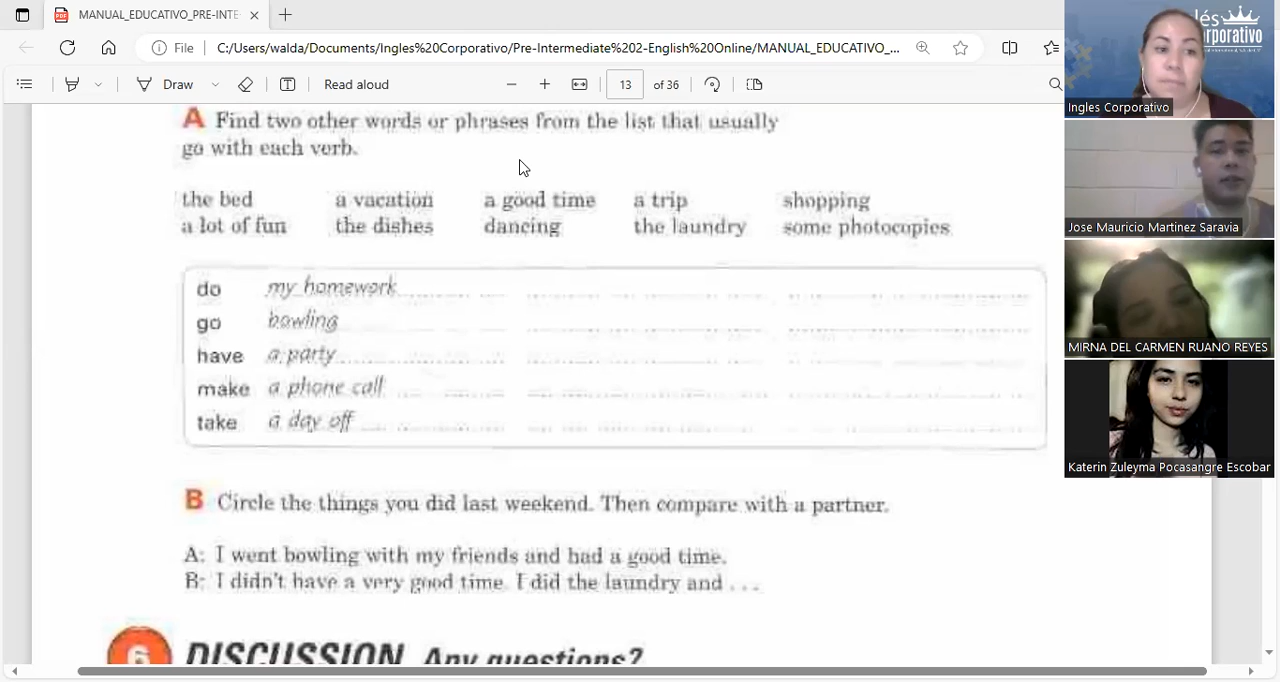 MANUAL_EDUCATIVO_PRE-INTE
File
C:/Users/walda/Documents/Ingles%20Corporativo/Pre-Intermediate%202-English%20Online/MANUAL_EDUCATIVO_...
Draw
Read aloud
13
of 36
A Find two other words or phrases from the list that usually
go with each verb.
the bed a vacation a good time a trip shopping
a lot of fun the dishes dancing the laundry some photocopies
do my homework
go bowling
have a party
make a phone call
take a day off
B Circle the things you did last weekend. Then compare with a partner.
A: I went bowling with my friends and had a good time.
B: I didn't have a very good time. I did the laundry and . . .
6 DISCUSSION Any questions?
lés
rporativo
Ingles Corporativo
Jose Mauricio Martinez Saravia
MIRNA DEL CARMEN RUANO REYES
Katerin Zuleyma Pocasangre Escobar